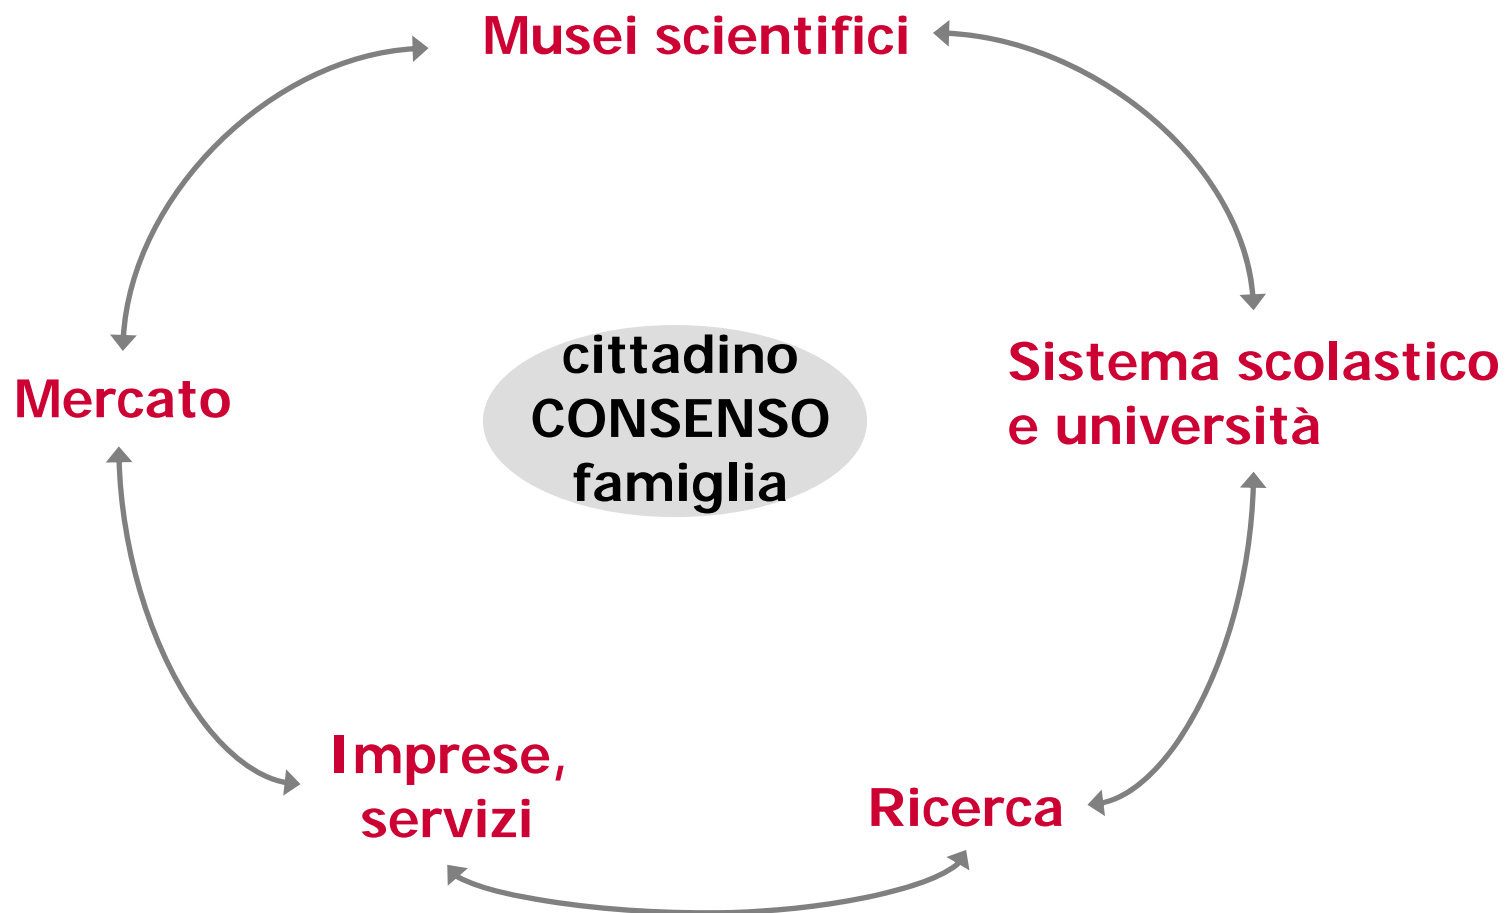 Musei scientifici
cittadino
CONSENSO
famiglia
Sistema scolastico
e università
Mercato
Imprese,
servizi
Ricerca